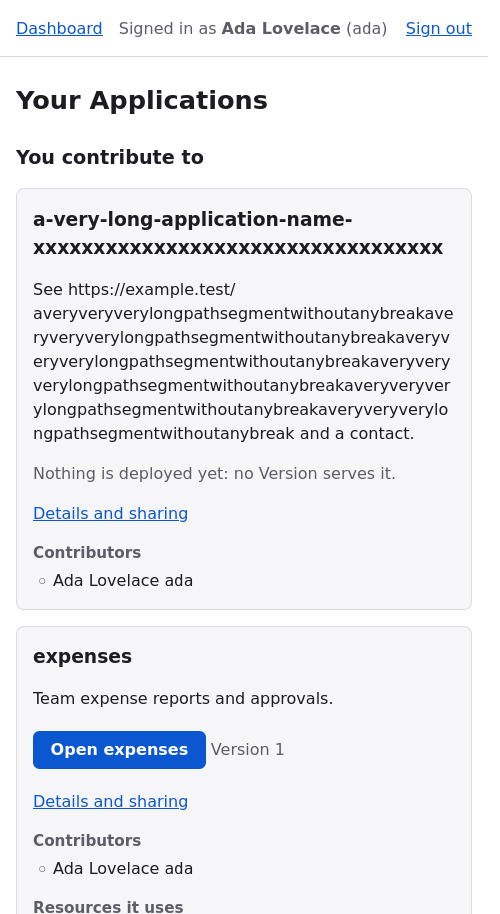 Dashboard Signed in as Ada Lovelace (ada) Sign out
Your Applications
You contribute to
a-very-long-application-name-
xxxxxxxxxxxxxxxxxxxxxxxxxxxxxxxxxx
See https://example.test/
averyveryverylongpathsegmentwithoutanybreakave
ryveryverylongpathsegmentwithoutanybreakaveryv
eryverylongpathsegmentwithoutanybreakaveryvery
verylongpathsegmentwithoutanybreakaveryveryver
ylongpathsegmentwithoutanybreakaveryveryverylo
ngpathsegmentwithoutanybreak and a contact.
Nothing is deployed yet: no Version serves it.
Details and sharing
Contributors
Ada Lovelace ada
expenses
Team expense reports and approvals.
Open expenses Version 1
Details and sharing
Contributors
Ada Lovelace ada
Resources it uses